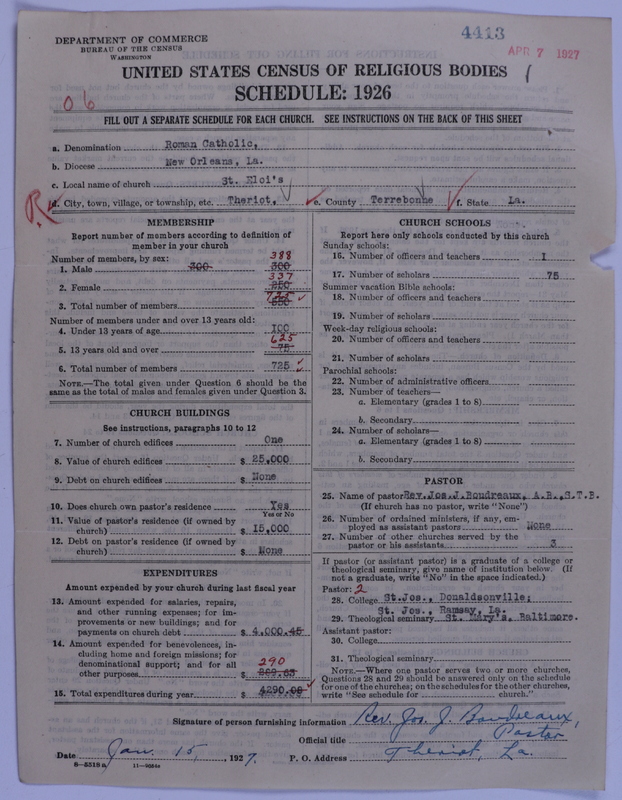 DEPARTMENT OF COMMERCE
BUREAU OF THE CENSUS
WASHINGTON
4413
APR 7 1927
UNITED STATES CENSUS OF RELIGIOUS BODIES
SCHEDULE: 1926
0 6
FILL OUT A SEPARATE SCHEDULE FOR EACH CHURCH. SEE INSTRUCTIONS ON THE BACK OF THIS SHEET
a. Denomination Roman Catholic,
b. Diocese New Orleans, La.
c. Local name of church St. Eloi's
R d. City, town, village, or township, etc. Theriot, e. County Terrebonne f. State La.
MEMBERSHIP
Report number of members according to definition of
member in your church
Number of members, by sex: 388
1. Male 300 300
337
2. Female 250
725
3. Total number of members 550
Number of members under and over 13 years old:
4. Under 13 years of age 100
625
5. 13 years old and over 75
6. Total number of members 725
NOTE.—The total given under Question 6 should be the
same as the total of males and females given under Question 3.
CHURCH BUILDINGS
See instructions, paragraphs 10 to 12
7. Number of church edifices One
8. Value of church edifices $ 25,000
9. Debt on church edifices $ None
10. Does church own pastor's residence Yes
Yes or No
11. Value of pastor's residence (if owned by
church) $ 15,000
12. Debt on pastor's residence (if owned by
church) $ None
EXPENDITURES
Amount expended by your church during last fiscal year
13. Amount expended for salaries, repairs,
and other running expenses; for im-
provements or new buildings; and for
payments on church debt $ 4,000.45
14. Amount expended for benevolences, in-
cluding home and foreign missions; for
denominational support; and for all 290
other purposes $ 289.63
15. Total expenditures during year $ 4290.08
CHURCH SCHOOLS
Report here only schools conducted by this church
Sunday schools:
16. Number of officers and teachers 1
17. Number of scholars 75
Summer vacation Bible schools:
18. Number of officers and teachers
19. Number of scholars
Week-day religious schools:
20. Number of officers and teachers
21. Number of scholars
Parochial schools:
22. Number of administrative officers
23. Number of teachers—
a. Elementary (grades 1 to 8)
b. Secondary
24. Number of scholars—
a. Elementary (grades 1 to 8)
b. Secondary
PASTOR
25. Name of pastor Rev. Jos. J. Boudreaux, A.B., S.T.B.
(If church has no pastor, write "None")
26. Number of ordained ministers, if any, em-
ployed as assistant pastors None
27. Number of other churches served by the
pastor or his assistants 3
If pastor (or assistant pastor) is a graduate of a college or
theological seminary, give name of institution below. (If
not a graduate, write "No" in the space indicated.)
Pastor: 2
28. College St. Jos., Donaldsonville;
St. Jos., Ramsay, La.
29. Theological seminary St. Mary's, Baltimore.
Assistant pastor:
30. College
31. Theological seminary
NOTE.—Where one pastor serves two or more churches,
Questions 28 and 29 should be answered only on the schedule
for one of the churches; on the schedules for the other churches,
write "See schedule for church."
Signature of person furnishing information Rev. Jos. J. Boudreaux,
Official title Pastor
Date Jan. 15, 1927. P. O. Address Theriot, La.
8—5518a 11—9654a